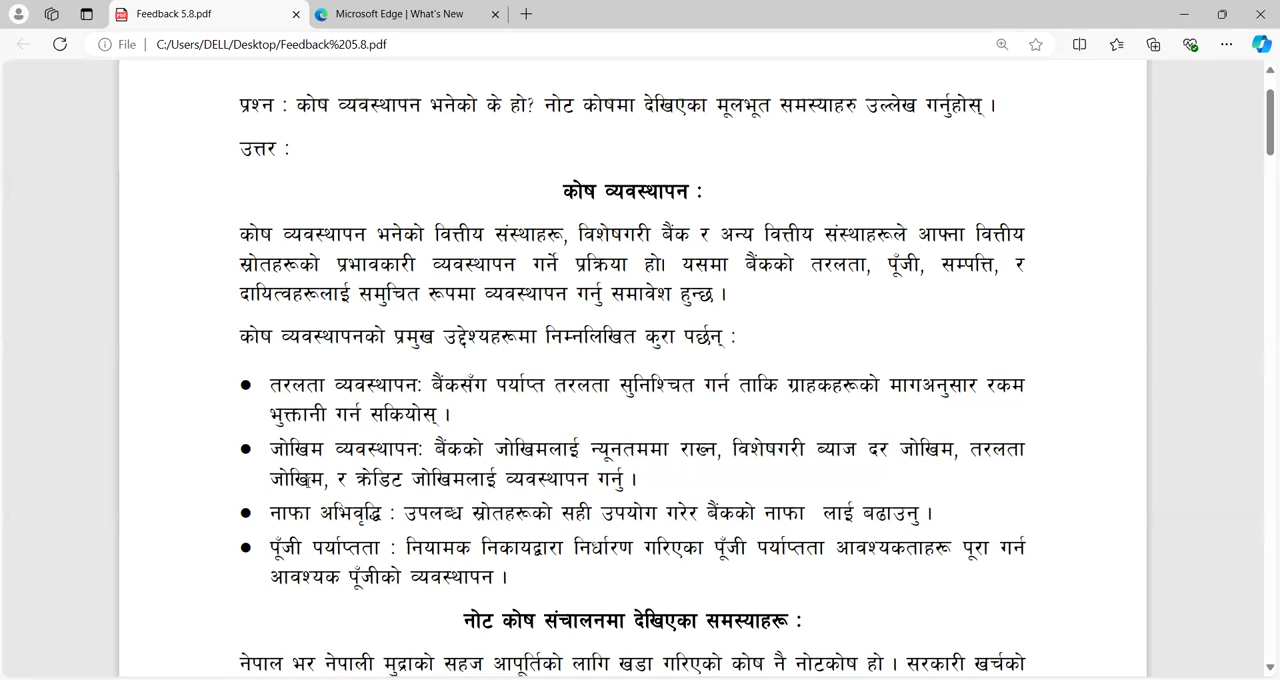 Feedback 5.8.pdf
Microsoft Edge | What's New
File
C:/Users/DELL/Desktop/Feedback%205.8.pdf
प्रश्न : कोष व्यवस्थापन भनेको के हो? नोट कोषमा देखिएका मूलभूत समस्याहरु उल्लेख गर्नुहोस् ।
उत्तर :
कोष व्यवस्थापन :
कोष व्यवस्थापन भनेको वित्तीय संस्थाहरू, विशेषगरी बैंक र अन्य वित्तीय संस्थाहरूले आफ्ना वित्तीय
स्रोतहरूको प्रभावकारी व्यवस्थापन गर्ने प्रक्रिया हो। यसमा बैंकको तरलता, पूँजी, सम्पत्ति, र
दायित्वहरूलाई समुचित रूपमा व्यवस्थापन गर्नु समावेश हुन्छ ।
कोष व्यवस्थापनको प्रमुख उद्देश्यहरूमा निम्नलिखित कुरा पर्छन् :
● तरलता व्यवस्थापन: बैंकसँग पर्याप्त तरलता सुनिश्चित गर्न ताकि ग्राहकहरूको मागअनुसार रकम
भुक्तानी गर्न सकियोस् ।
● जोखिम व्यवस्थापन: बैंकको जोखिमलाई न्यूनतममा राख्न, विशेषगरी ब्याज दर जोखिम, तरलता
जोखिम, र क्रेडिट जोखिमलाई व्यवस्थापन गर्नु ।
● नाफा अभिवृद्धि : उपलब्ध स्रोतहरूको सही उपयोग गरेर बैंकको नाफा लाई बढाउनु ।
● पूँजी पर्याप्तता : नियामक निकायद्वारा निर्धारण गरिएका पूँजी पर्याप्तता आवश्यकताहरू पूरा गर्न
आवश्यक पूँजीको व्यवस्थापन ।
नोट कोष संचालनमा देखिएका समस्याहरू :
नेपाल भर नेपाली मुद्राको सहज आपूर्तिको लागि खडा गरिएको कोष नै नोटकोष हो । सरकारी खर्चको